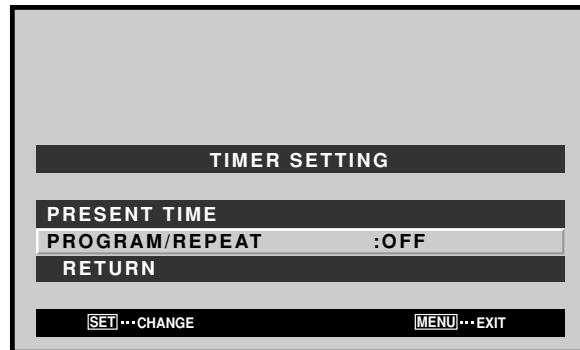 TIMER SETTING
PRESENT TIME
PROGRAM/REPEAT :OFF
RETURN
SET ··· CHANGE MENU ··· EXIT